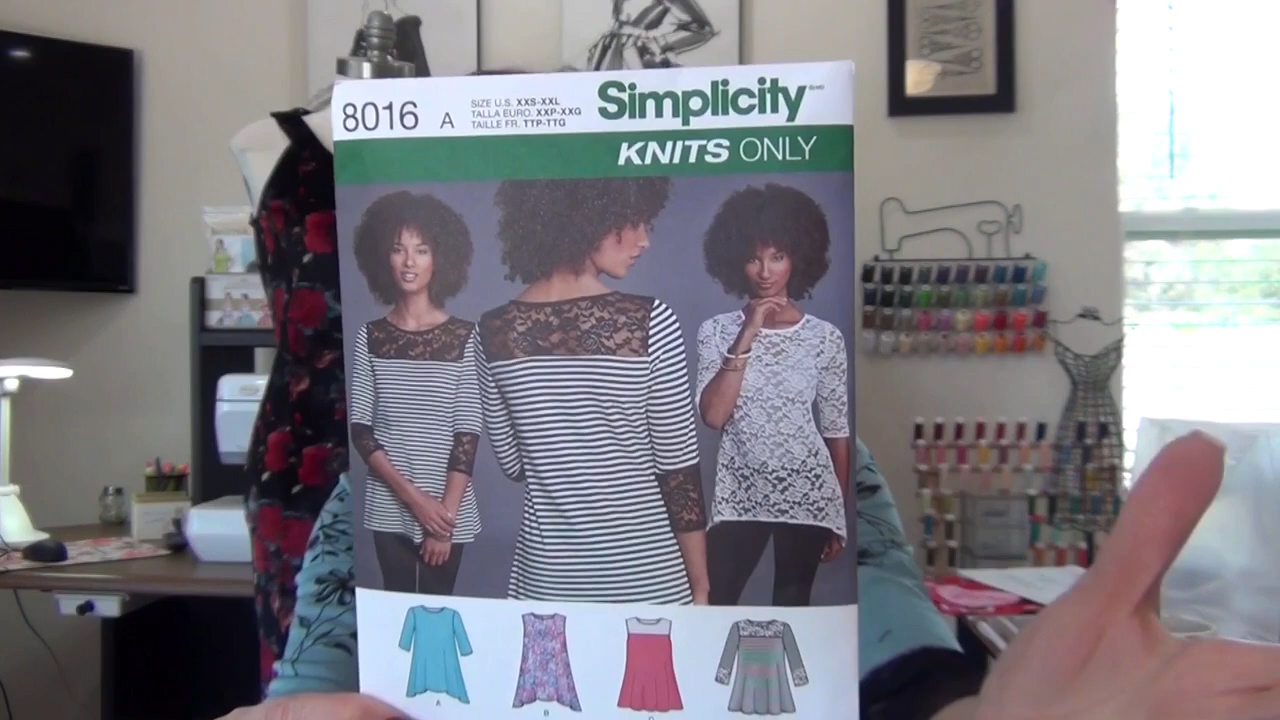 8016 A
SIZE U.S. XXS-XXL
TALLA EURO. XXP-XXG
TAILLE FR. TTP-TTG
Simplicity
KNITS ONLY
A
B
C